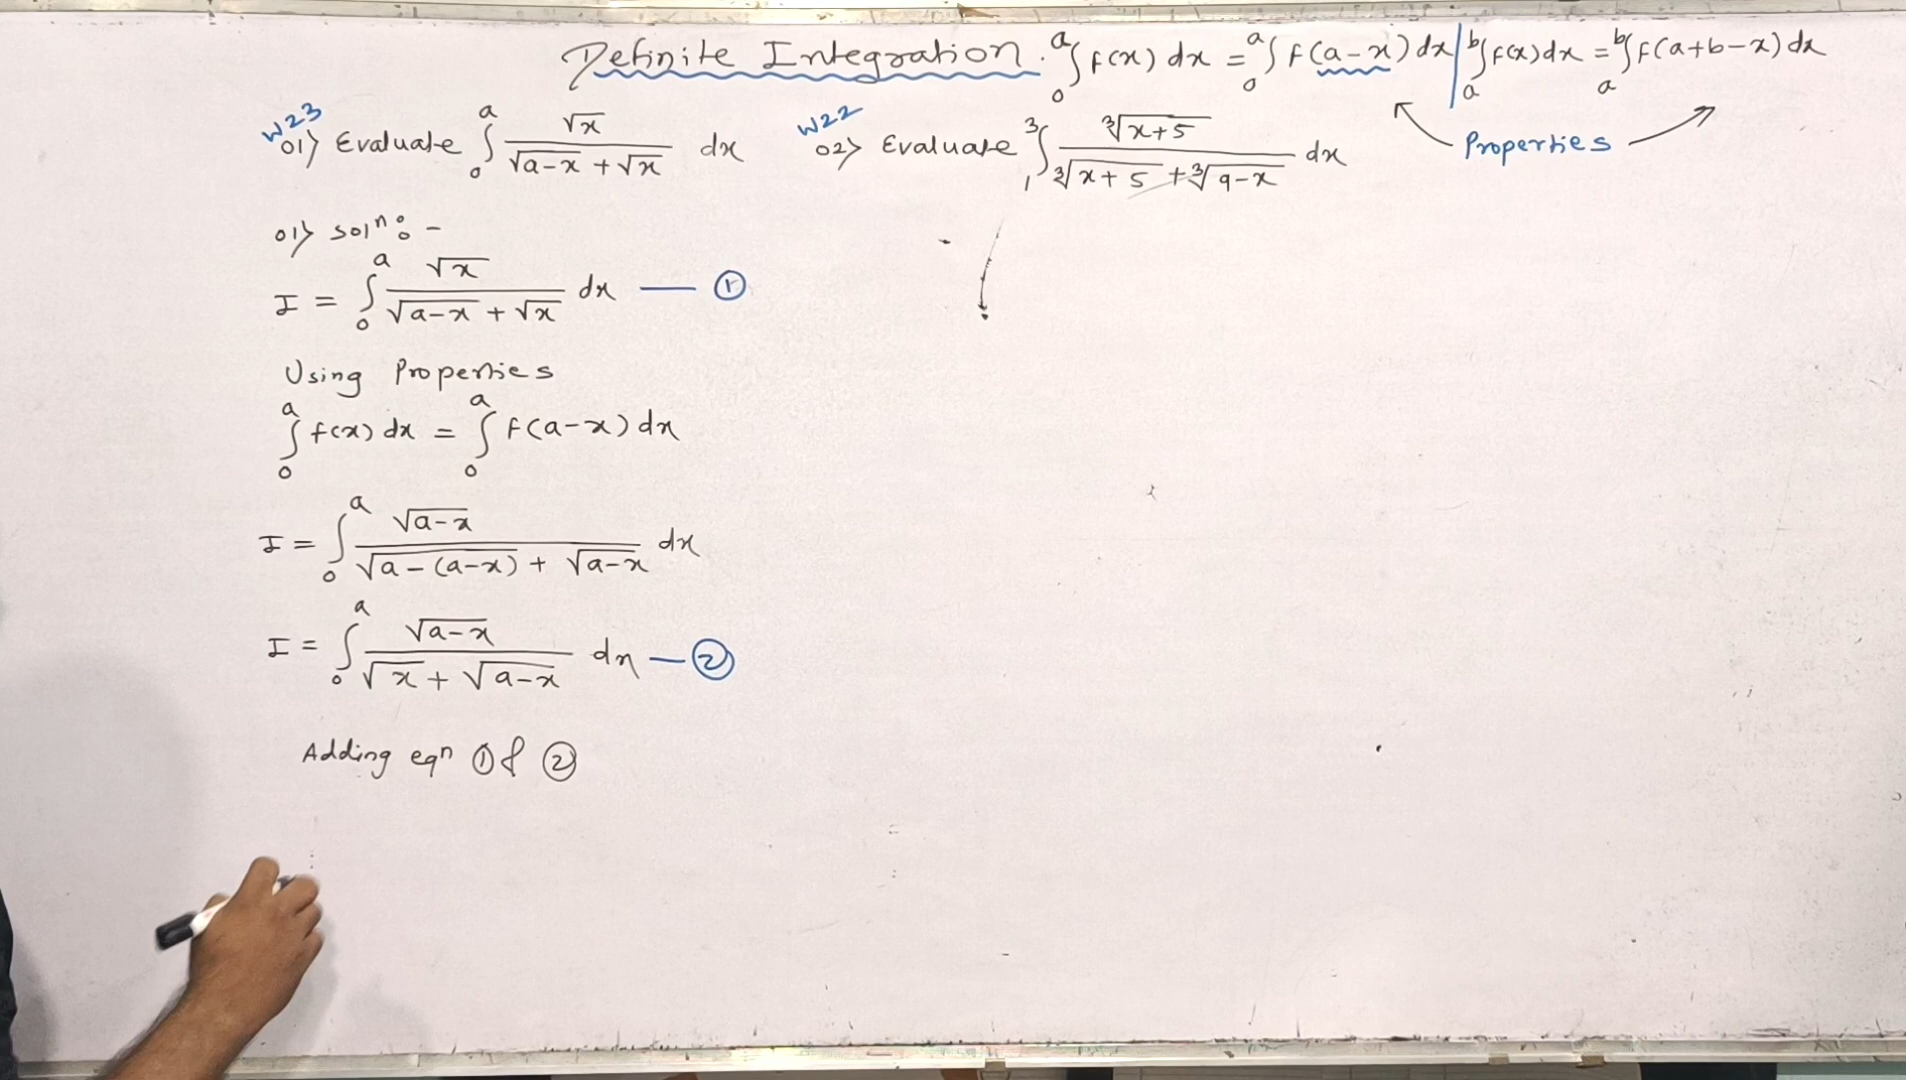 Definite Integration. ₀ᵃ∫ f(x) dx = ₀ᵃ∫ f(a-x) dx | ₐᵇ∫ f(x) dx = ₐᵇ∫ f(a+b-x) dx
Properties
W23
01) Evaluate ₀ᵃ∫ √x / (√(a-x) + √x) dx
W22
02) Evaluate ₁³∫ ∛(x+5) / (∛(x+5) + ∛(9-x)) dx
01) solⁿ: -
I = ₀ᵃ∫ √x / (√(a-x) + √x) dx — ①
Using Properties
₀ᵃ∫ f(x) dx = ₀ᵃ∫ f(a-x) dx
I = ₀ᵃ∫ √(a-x) / (√(a-(a-x)) + √(a-x)) dx
I = ₀ᵃ∫ √(a-x) / (√x + √(a-x)) dx — ②
Adding eqn ① & ②